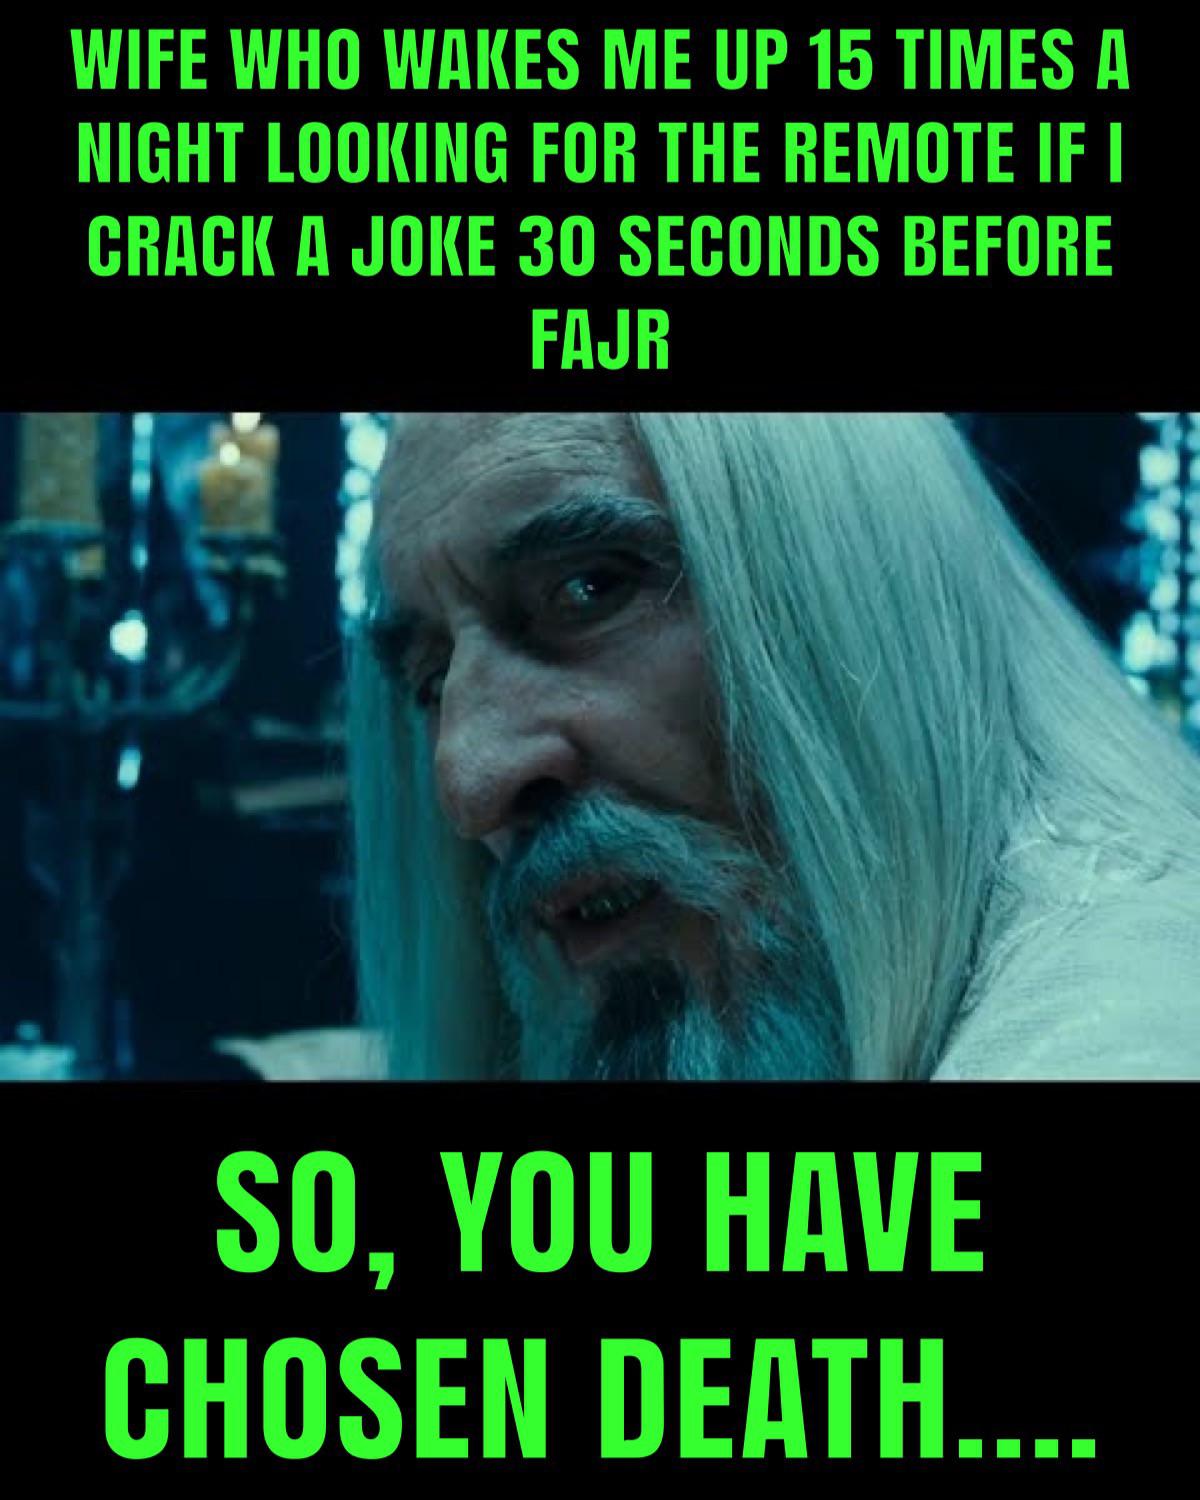 WIFE WHO WAKES ME UP 15 TIMES A
NIGHT LOOKING FOR THE REMOTE IF I
CRACK A JOKE 30 SECONDS BEFORE
FAJR
SO, YOU HAVE
CHOSEN DEATH....